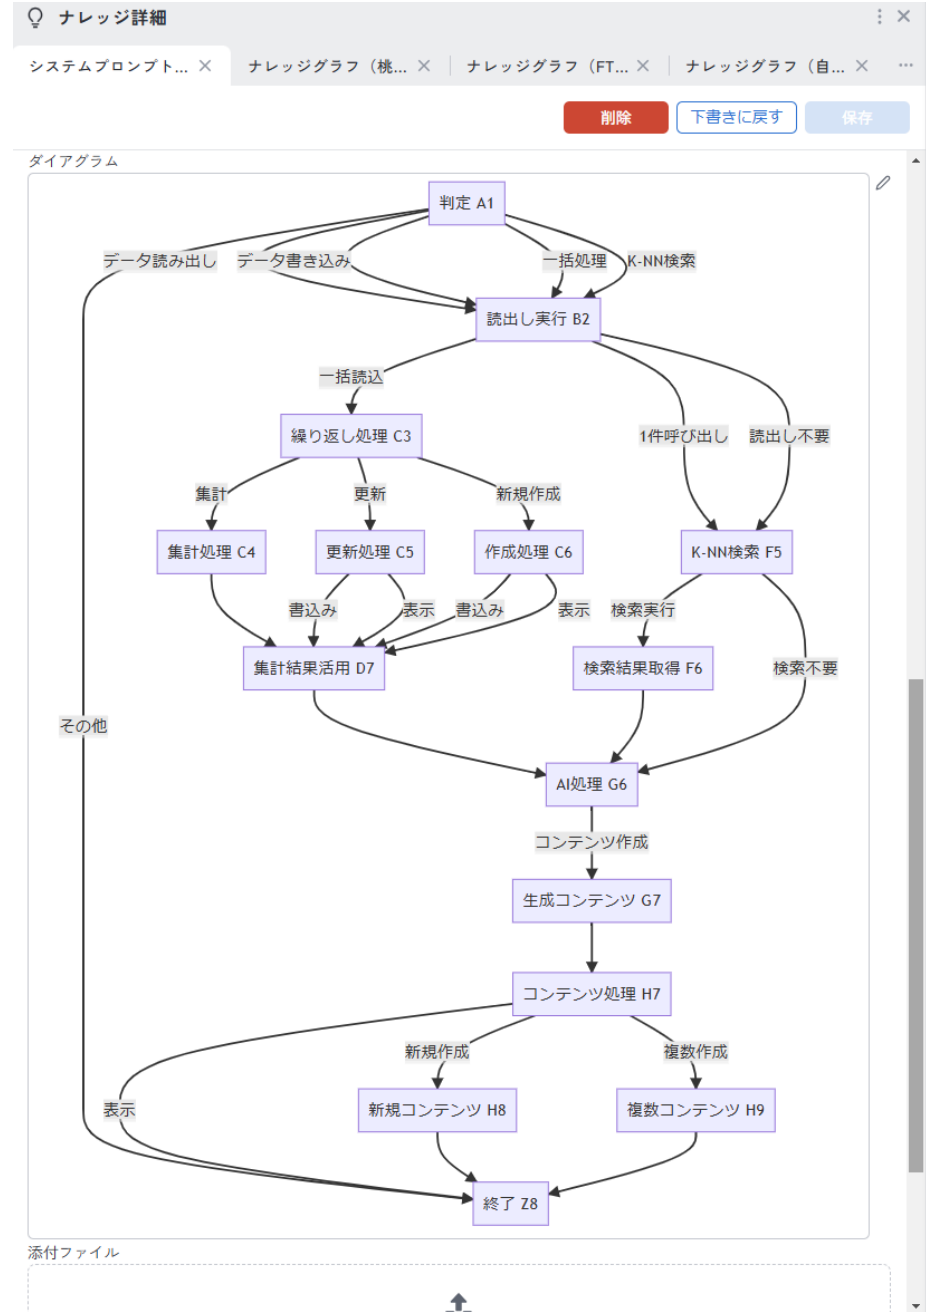 ナレッジ詳細
システムプロンプト... ナレッジグラフ（桃... ナレッジグラフ（FT... ナレッジグラフ（自... ...
削除 下書きに戻す 保存
ダイアグラム
判定 A1
データ読み出し データ書き込み 一括処理 K-NN検索
読出し実行 B2
一括読込
繰り返し処理 C3 1件呼び出し 読出し不要
集計 更新 新規作成
集計処理 C4 更新処理 C5 作成処理 C6 K-NN検索 F5
書込み 表示 書込み 表示 検索実行
集計結果活用 D7 検索結果取得 F6 検索不要
その他
AI処理 G6
コンテンツ作成
生成コンテンツ G7
コンテンツ処理 H7
新規作成 複数作成
表示 新規コンテンツ H8 複数コンテンツ H9
終了 Z8
添付ファイル